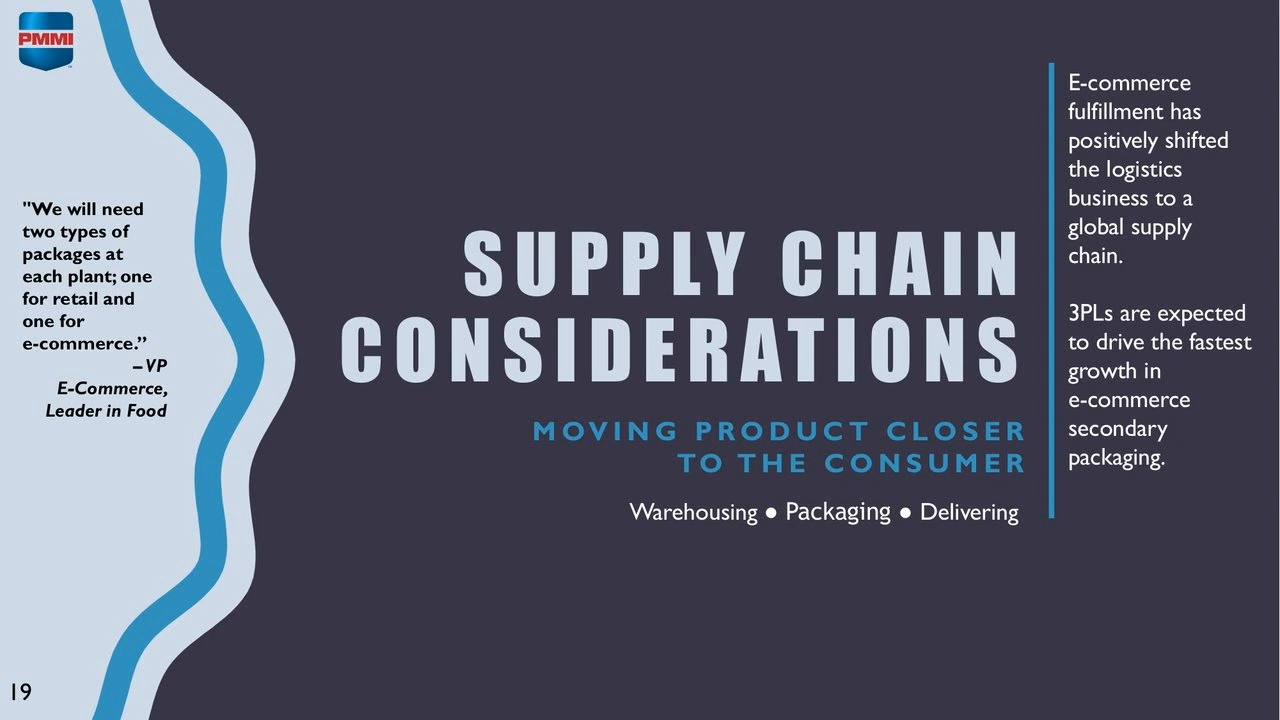 PMMI
"We will need
two types of
packages at
each plant; one
for retail and
one for
e-commerce.”
– VP
E-Commerce,
Leader in Food
SUPPLY CHAIN
CONSIDERATIONS
MOVING PRODUCT CLOSER
TO THE CONSUMER
Warehousing ● Packaging ● Delivering
E-commerce
fulfillment has
positively shifted
the logistics
business to a
global supply
chain.
3PLs are expected
to drive the fastest
growth in
e-commerce
secondary
packaging.
19